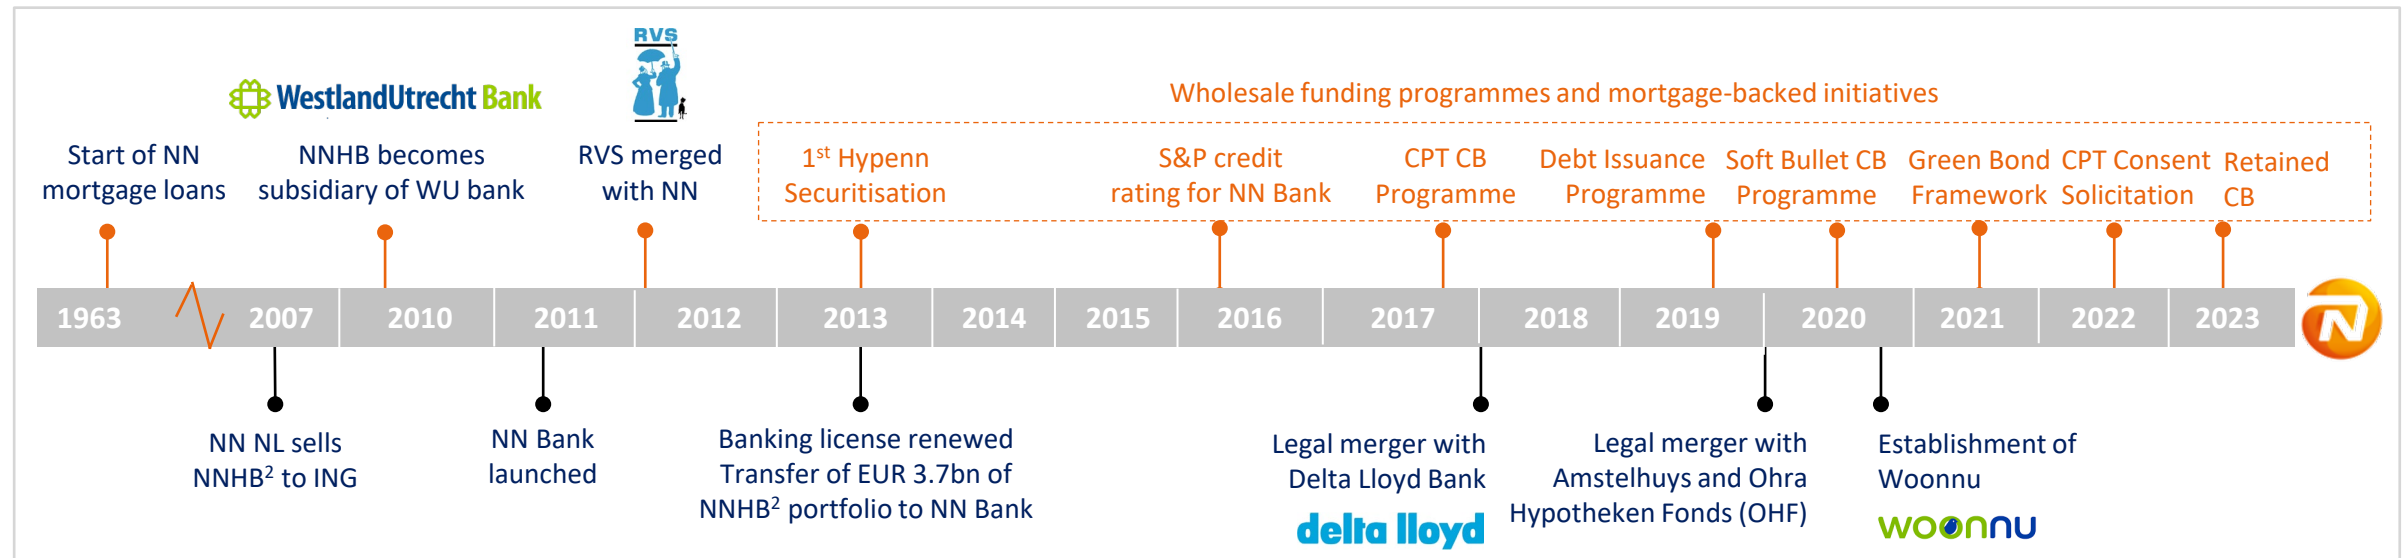 RVS
WestlandUtrecht Bank
Wholesale funding programmes and mortgage-backed initiatives
Start of NN
mortgage loans
NNHB becomes
subsidiary of WU bank
RVS merged
with NN
1st Hypenn
Securitisation
S&P credit
rating for NN Bank
CPT CB
Programme
Debt Issuance
Programme
Soft Bullet CB
Programme
Green Bond
Framework
CPT Consent
Solicitation
Retained
CB
1963 2007 2010 2011 2012 2013 2014 2015 2016 2017 2018 2019 2020 2021 2022 2023
N
NN NL sells
NNHB2 to ING
NN Bank
launched
Banking license renewed
Transfer of EUR 3.7bn of
NNHB2 portfolio to NN Bank
Legal merger with
Delta Lloyd Bank
delta lloyd
Legal merger with
Amstelhuys and Ohra
Hypotheken Fonds (OHF)
Establishment of
Woonnu
woonnu